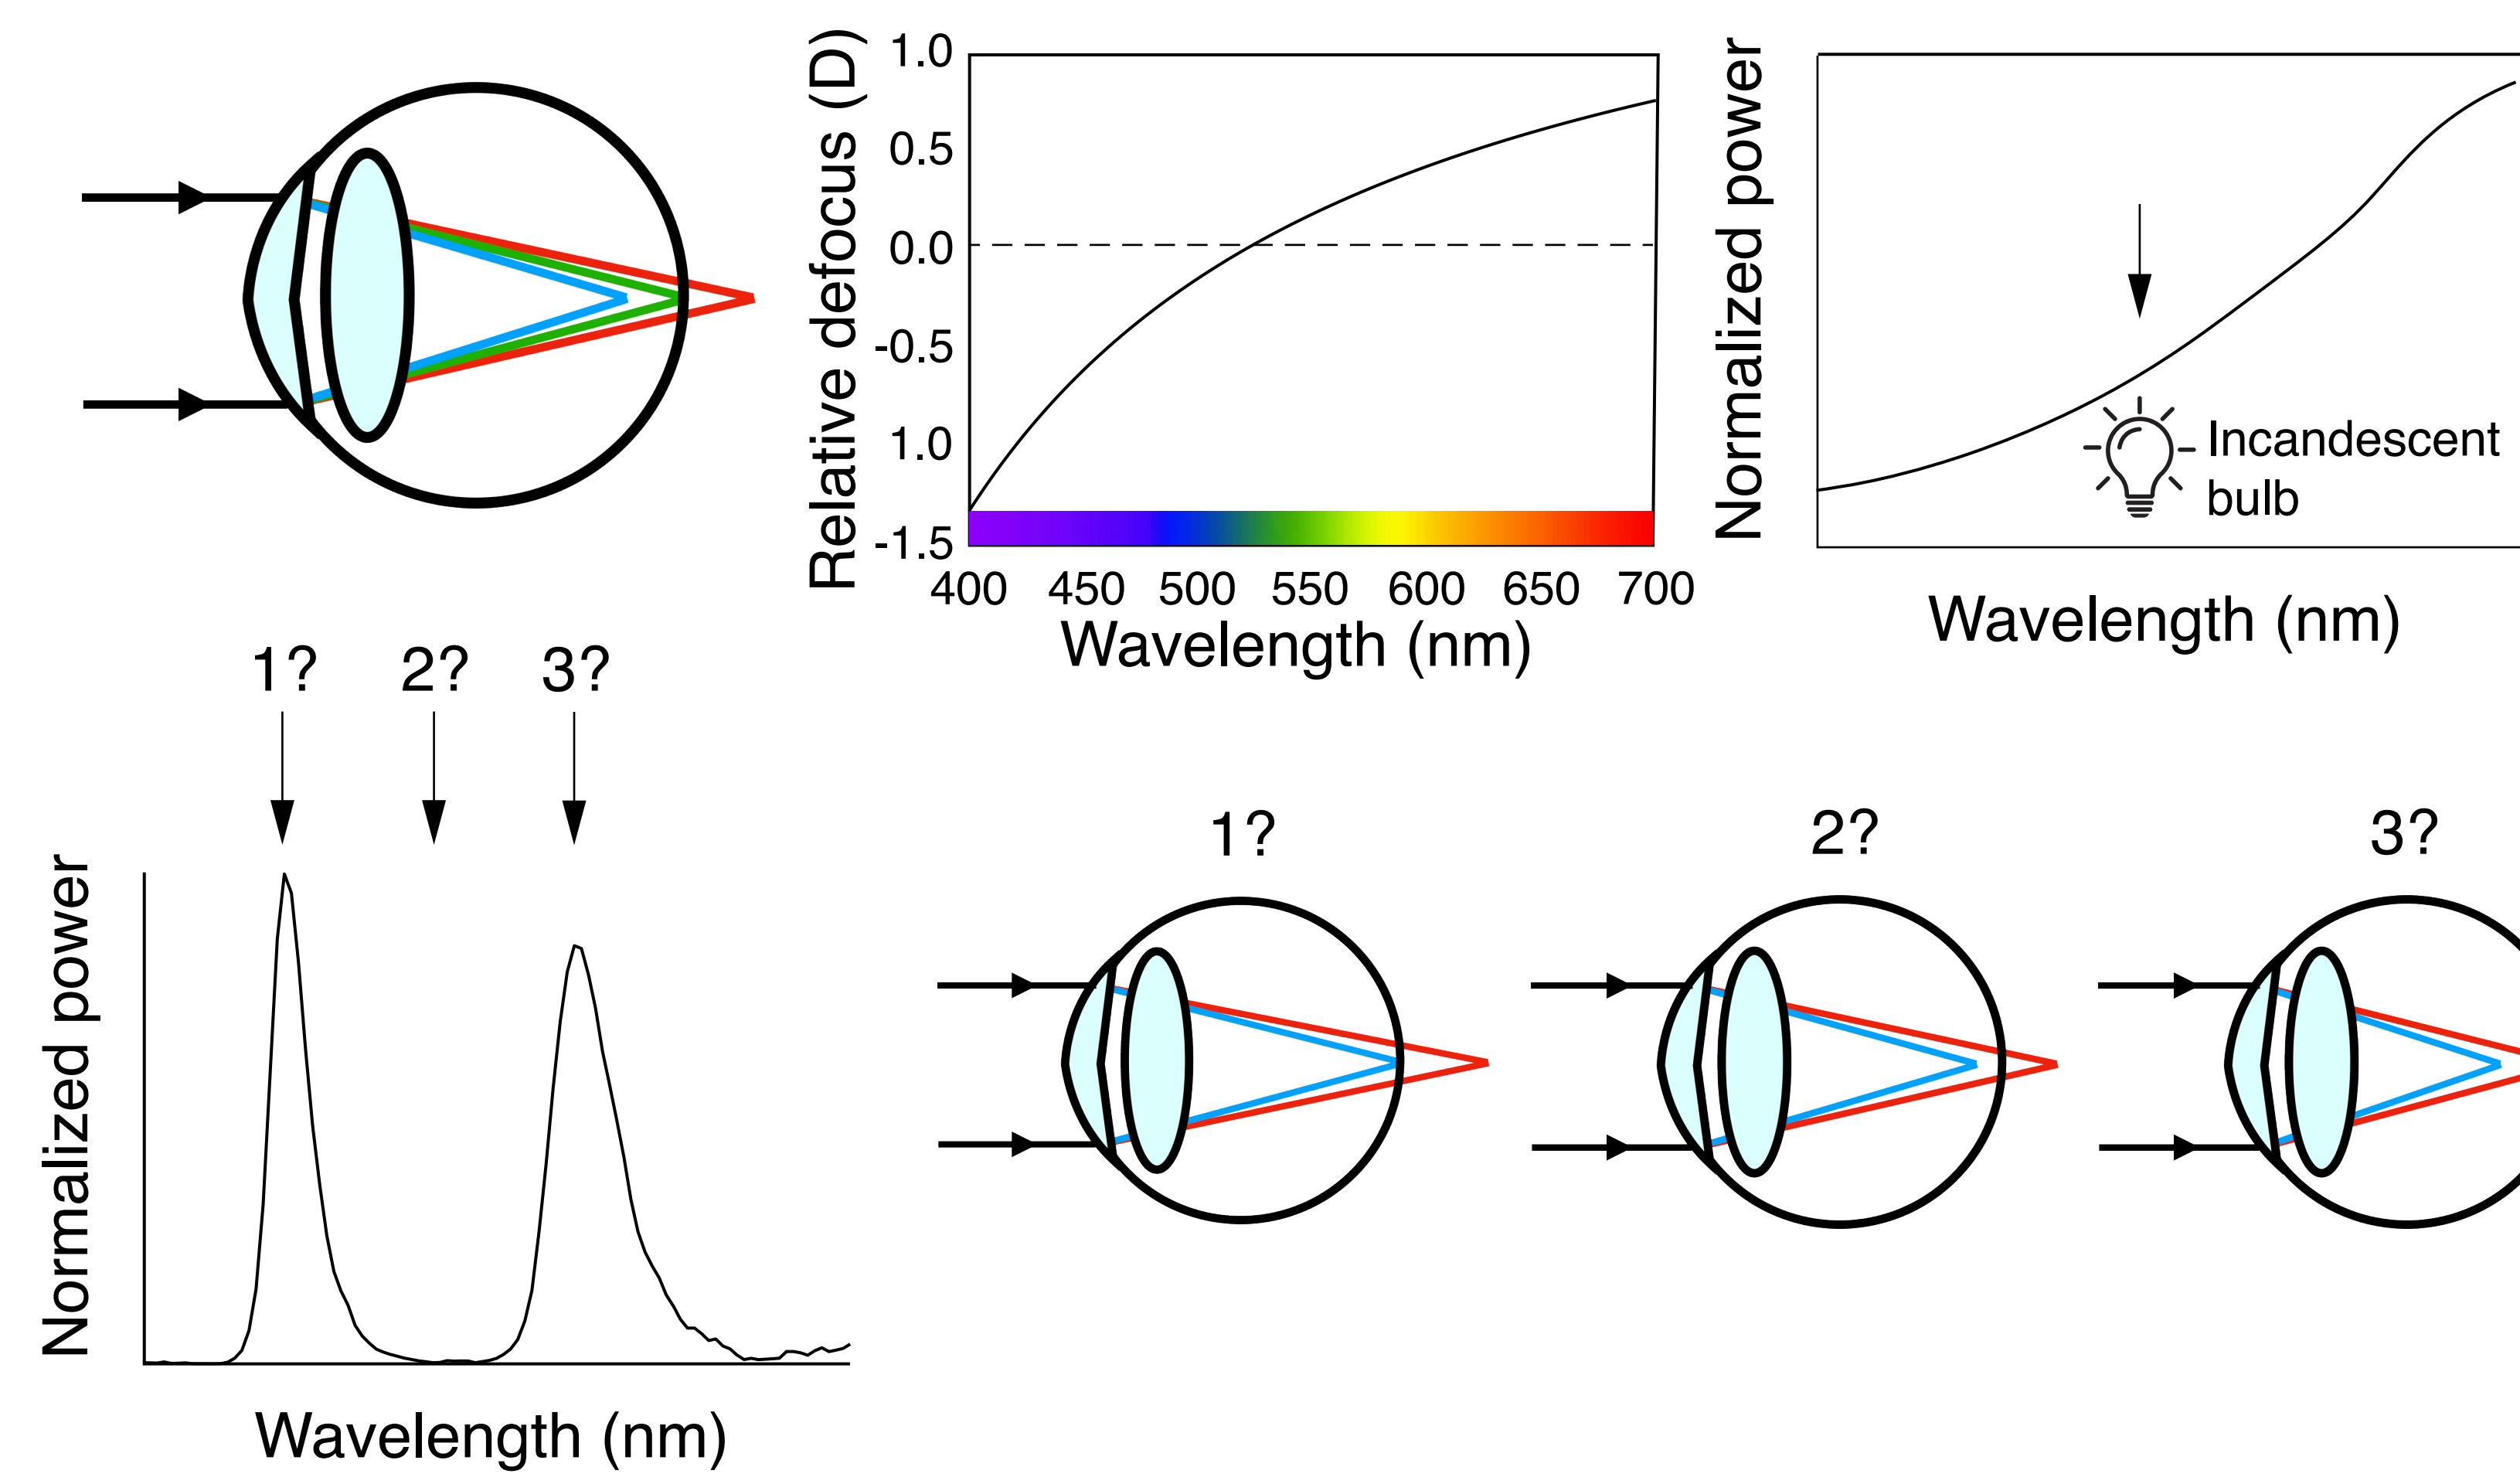 Relative defocus (D)
1.0
0.5
0.0
-0.5
1.0
-1.5
400 450 500 550 600 650 700
Wavelength (nm)
Normalized power
Incandescent
bulb
Wavelength (nm)
1? 2? 3?
Normalized power
Wavelength (nm)
1? 2? 3?